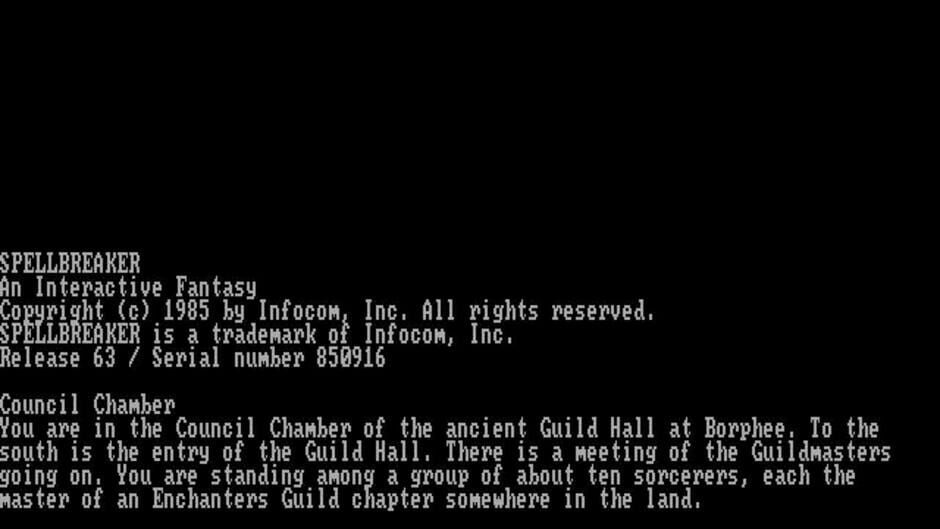 SPELLBREAKER
An Interactive Fantasy
Copyright (c) 1985 by Infocom, Inc. All rights reserved.
SPELLBREAKER is a trademark of Infocom, Inc.
Release 63 / Serial number 850916
Council Chamber
You are in the Council Chamber of the ancient Guild Hall at Borphee. To the
south is the entry of the Guild Hall. There is a meeting of the Guildmasters
going on. You are standing among a group of about ten sorcerers, each the
master of an Enchanters Guild chapter somewhere in the land.